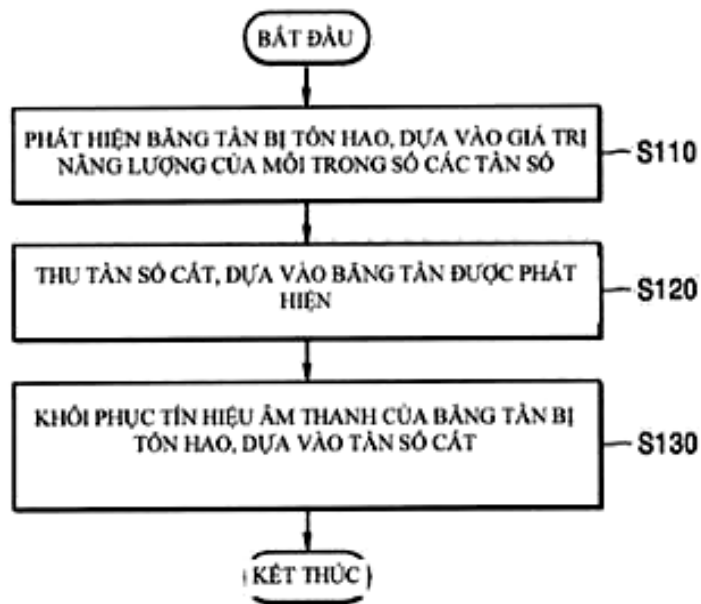 BẮT ĐẦU
PHÁT HIỆN BĂNG TẦN BỊ TỔN HAO, DỰA VÀO GIÁ TRỊ
NĂNG LƯỢNG CỦA MỖI TRONG SỐ CÁC TẦN SỐ
S110
THU TẦN SỐ CẮT, DỰA VÀO BĂNG TẦN ĐƯỢC PHÁT
HIỆN
S120
KHÔI PHỤC TÍN HIỆU ÂM THANH CỦA BĂNG TẦN BỊ
TỔN HAO, DỰA VÀO TẦN SỐ CẮT
S130
KẾT THÚC